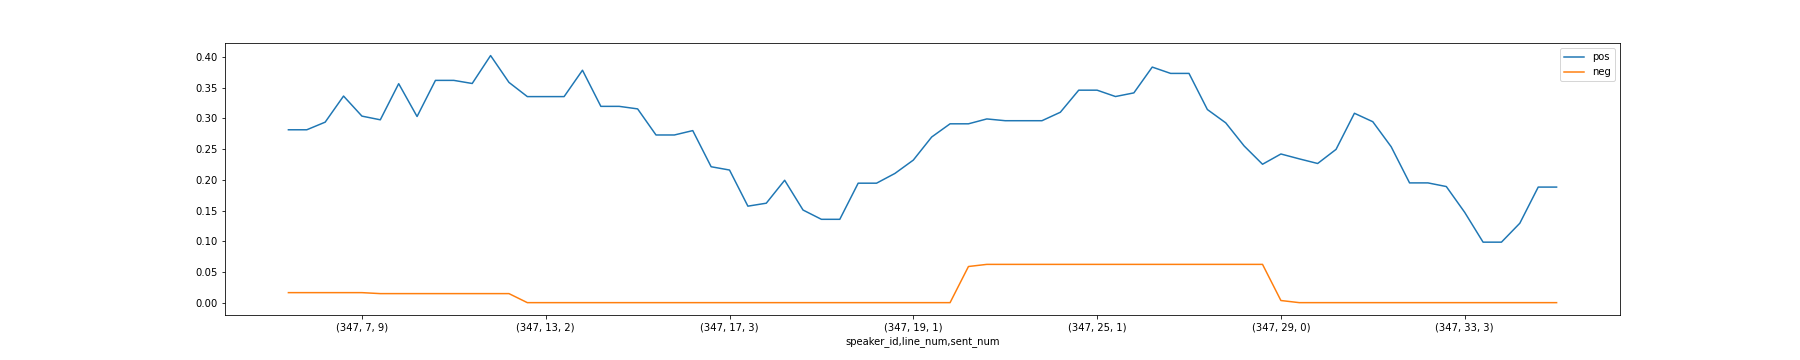 pos
neg
0.40
0.35
0.30
0.25
0.20
0.15
0.10
0.05
0.00
(347, 7, 9) (347, 13, 2) (347, 17, 3) (347, 19, 1) (347, 25, 1) (347, 29, 0) (347, 33, 3)
speaker_id,line_num,sent_num